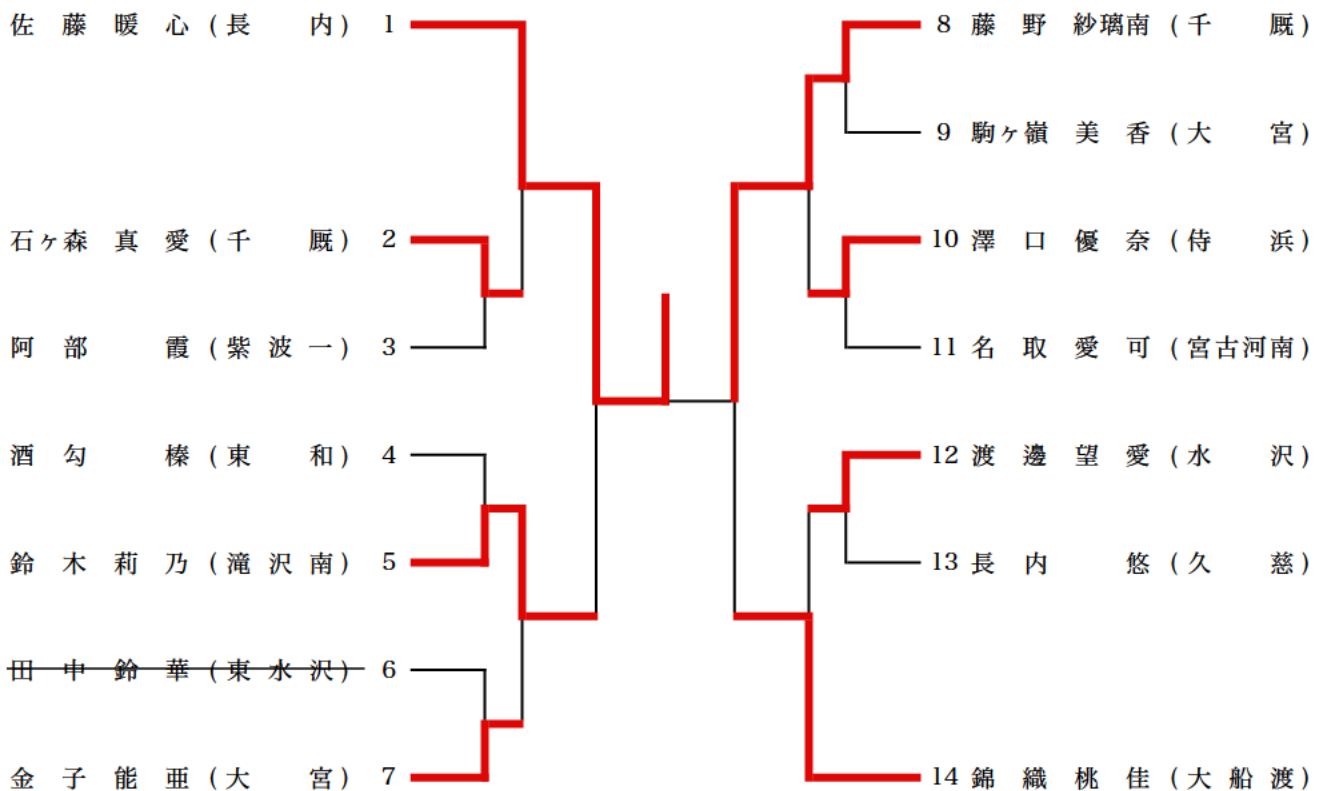 佐藤暖心(長内) 1
石ヶ森真愛(千厩) 2
阿部霞(紫波一) 3
酒勾榛(東和) 4
鈴木莉乃(滝沢南) 5
田中鈴華(東水沢) 6
金子能亜(大宮) 7
8 藤野紗璃南(千厩)
9 駒ヶ嶺美香(大宮)
10 澤口優奈(侍浜)
11 名取愛可(宮古河南)
12 渡邊望愛(水沢)
13 長内悠(久慈)
14 錦織桃佳(大船渡)